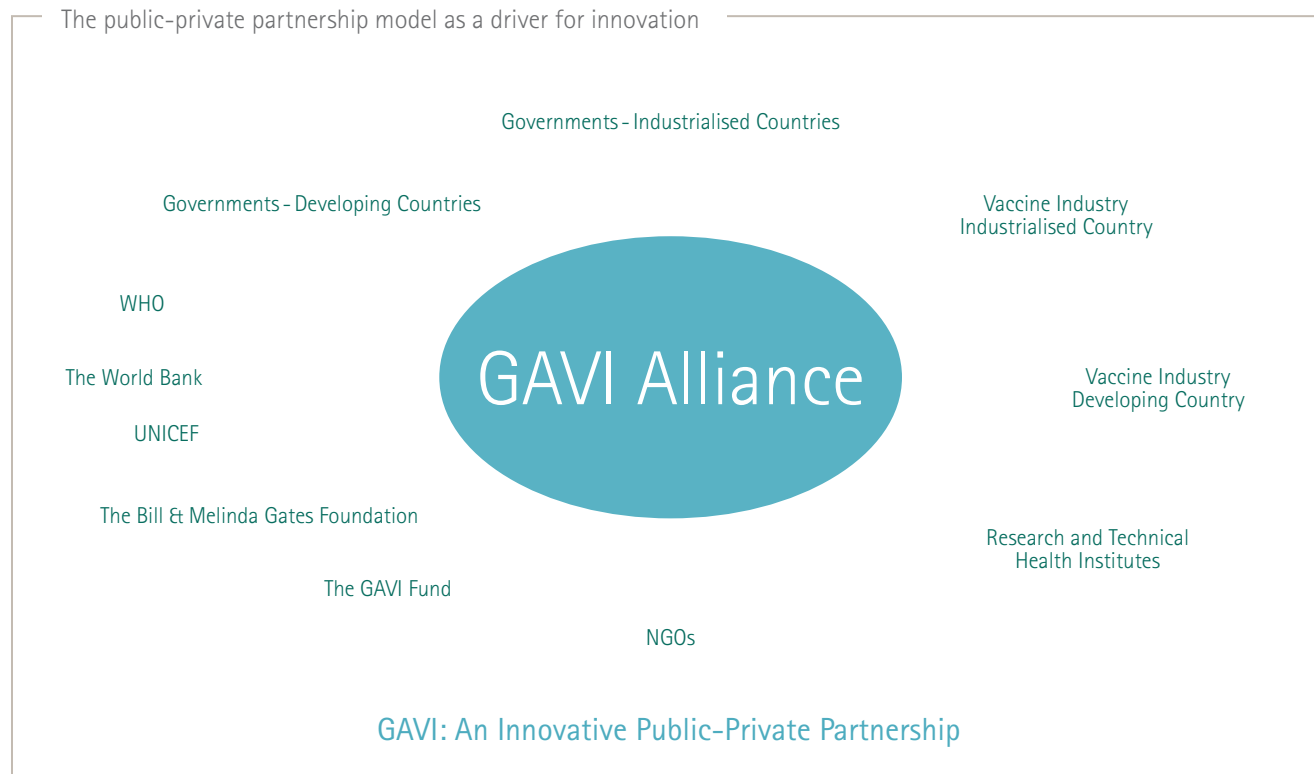 The public-private partnership model as a driver for innovation
Governments - Industrialised Countries
Governments - Developing Countries
Vaccine Industry
Industrialised Country
WHO
GAVI Alliance
The World Bank
Vaccine Industry
Developing Country
UNICEF
The Bill & Melinda Gates Foundation
Research and Technical
Health Institutes
The GAVI Fund
NGOs
GAVI: An Innovative Public-Private Partnership